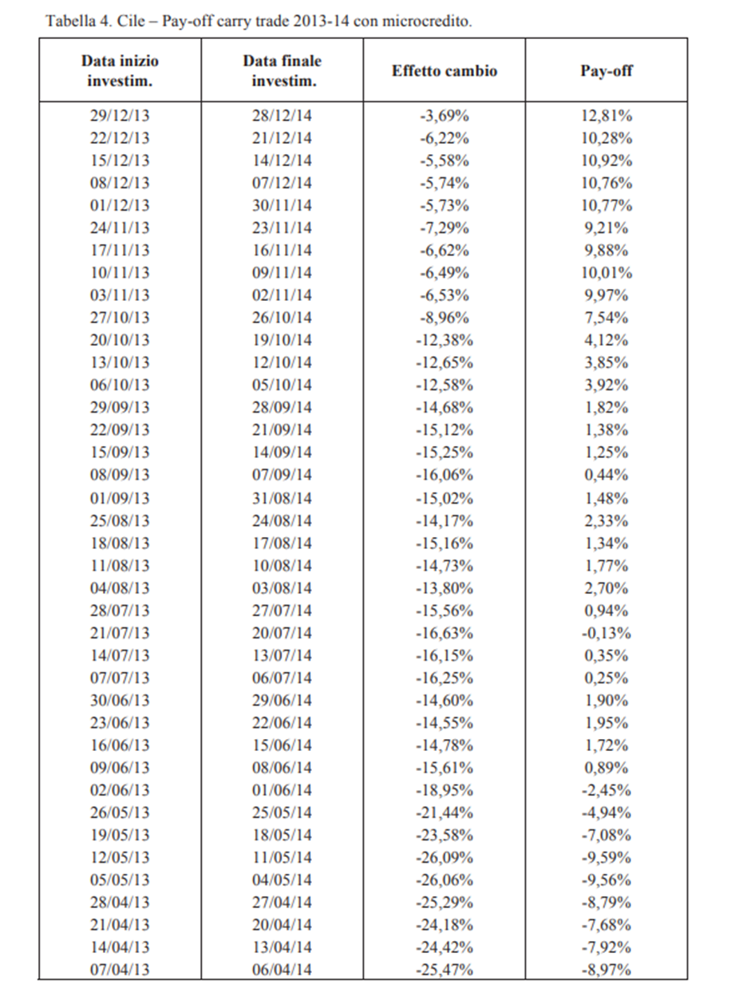 Tabella 4. Cile – Pay-off carry trade 2013-14 con microcredito.
Data inizio investim. Data finale investim. Effetto cambio Pay-off
29/12/13 28/12/14 -3,69% 12,81%
22/12/13 21/12/14 -6,22% 10,28%
15/12/13 14/12/14 -5,58% 10,92%
08/12/13 07/12/14 -5,74% 10,76%
01/12/13 30/11/14 -5,73% 10,77%
24/11/13 23/11/14 -7,29% 9,21%
17/11/13 16/11/14 -6,62% 9,88%
10/11/13 09/11/14 -6,49% 10,01%
03/11/13 02/11/14 -6,53% 9,97%
27/10/13 26/10/14 -8,96% 7,54%
20/10/13 19/10/14 -12,38% 4,12%
13/10/13 12/10/14 -12,65% 3,85%
06/10/13 05/10/14 -12,58% 3,92%
29/09/13 28/09/14 -14,68% 1,82%
22/09/13 21/09/14 -15,12% 1,38%
15/09/13 14/09/14 -15,25% 1,25%
08/09/13 07/09/14 -16,06% 0,44%
01/09/13 31/08/14 -15,02% 1,48%
25/08/13 24/08/14 -14,17% 2,33%
18/08/13 17/08/14 -15,16% 1,34%
11/08/13 10/08/14 -14,73% 1,77%
04/08/13 03/08/14 -13,80% 2,70%
28/07/13 27/07/14 -15,56% 0,94%
21/07/13 20/07/14 -16,63% -0,13%
14/07/13 13/07/14 -16,15% 0,35%
07/07/13 06/07/14 -16,25% 0,25%
30/06/13 29/06/14 -14,60% 1,90%
23/06/13 22/06/14 -14,55% 1,95%
16/06/13 15/06/14 -14,78% 1,72%
09/06/13 08/06/14 -15,61% 0,89%
02/06/13 01/06/14 -18,95% -2,45%
26/05/13 25/05/14 -21,44% -4,94%
19/05/13 18/05/14 -23,58% -7,08%
12/05/13 11/05/14 -26,09% -9,59%
05/05/13 04/05/14 -26,06% -9,56%
28/04/13 27/04/14 -25,29% -8,79%
21/04/13 20/04/14 -24,18% -7,68%
14/04/13 13/04/14 -24,42% -7,92%
07/04/13 06/04/14 -25,47% -8,97%